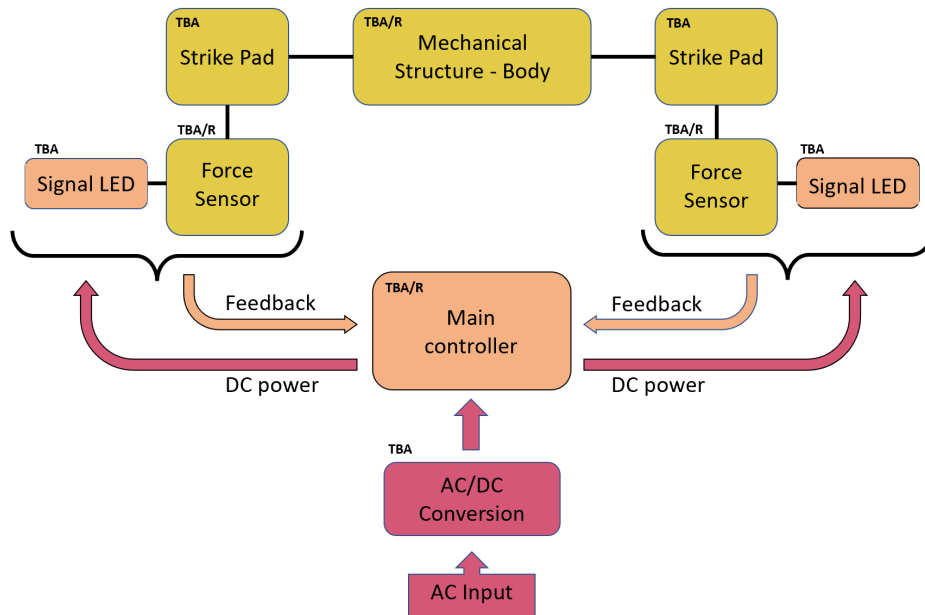 TBA
Strike Pad
TBA/R
Mechanical
Structure - Body
TBA
Strike Pad
TBA
Signal LED
TBA/R
Force
Sensor
TBA/R
Force
Sensor
TBA
Signal LED
Feedback
DC power
TBA/R
Main
controller
Feedback
DC power
TBA
AC/DC
Conversion
AC Input